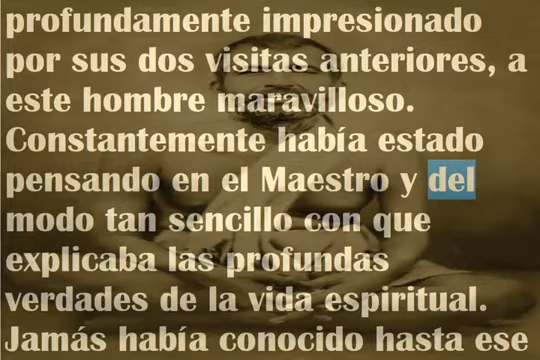 profundamente impresionado
por sus dos visitas anteriores, a
este hombre maravilloso.
Constantemente había estado
pensando en el Maestro y del
modo tan sencillo con que
explicaba las profundas
verdades de la vida espiritual.
Jamás había conocido hasta ese